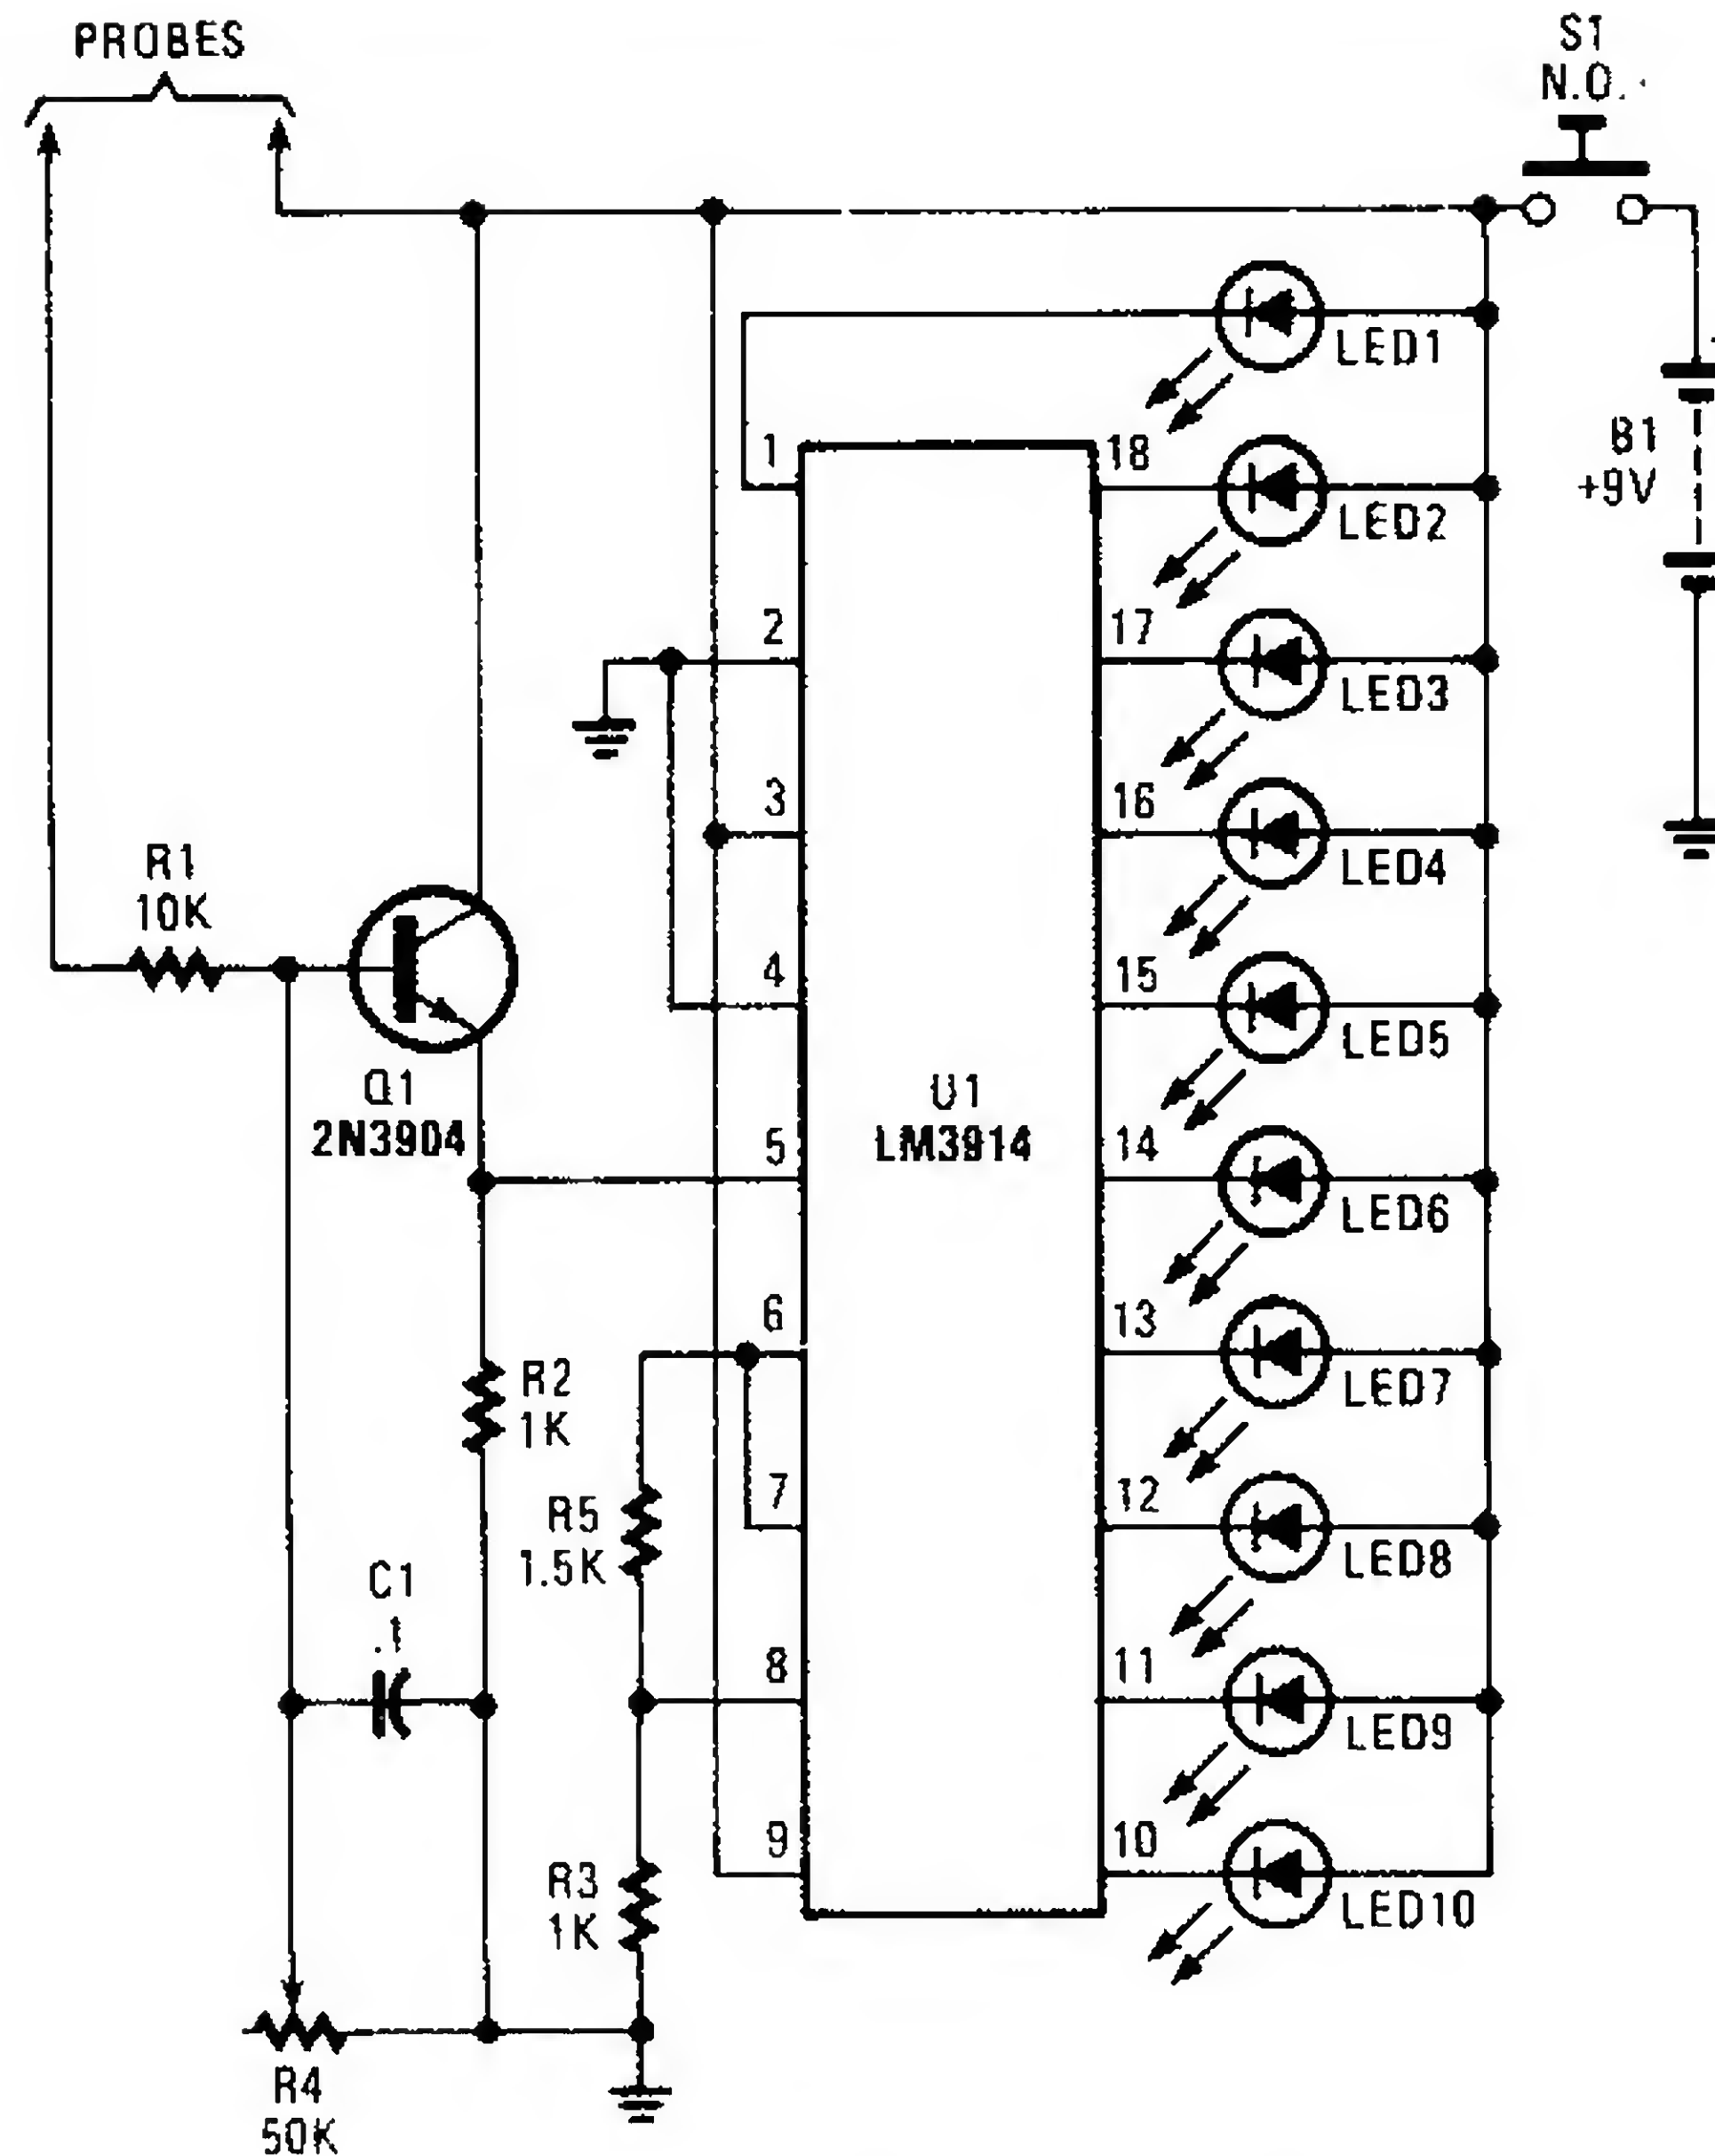 PROBES
S1
N.O.
LED1
B1
+9V
1
18
LED2
2
17
LED3
3
16
LED4
R1
10K
4
15
LED5
Q1
2N3904
U1
LM3914
5
14
LED6
6
13
LED7
R2
1K
7
12
LED8
R5
1.5K
C1
.1
8
11
LED9
9
10
LED10
R3
1K
R4
50K